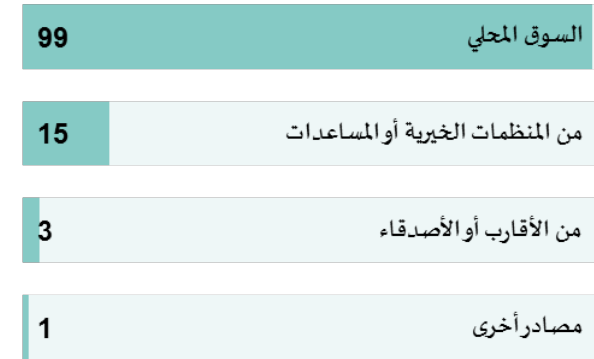 السوق المحلي 99
من المنظمات الخيرية أو المساعدات 15
من الأقارب أو الأصدقاء 3
مصادر أخرى 1